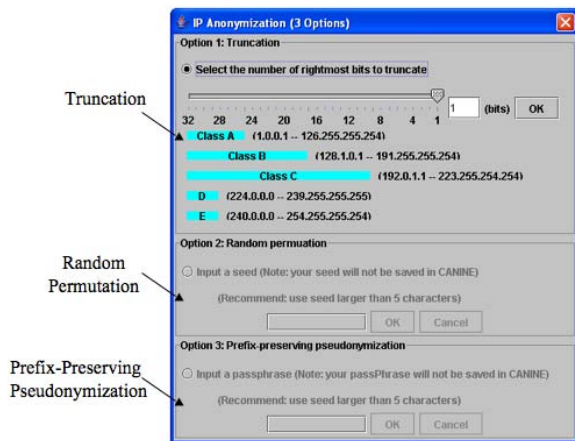 IP Anonymization (3 Options)
Option 1: Truncation
Select the number of rightmost bits to truncate
Truncation
1 (bits) OK
32 28 25 20 16 12 8 4 1
Class A (1.0.0.1 -- 126.255.255.254)
Class B (128.1.0.1 -- 191.255.255.254)
Class C (192.0.1.1 -- 223.255.254.254)
D (224.0.0.0 -- 239.255.255.255)
E (240.0.0.0 -- 254.255.255.254)
Option 2: Random permuation
Random
Permutation
Input a seed (Note: your seed will not be saved in CANINE)
(Recommend: use seed larger than 5 characters)
OK Cancel
Option 3: Prefix-preserving pseudonymization
Prefix-Preserving
Pseudonymization
Input a passphrase (Note: your passPhrase will not be saved in CANINE)
(Recommend: use seed larger than 5 characters)
OK Cancel